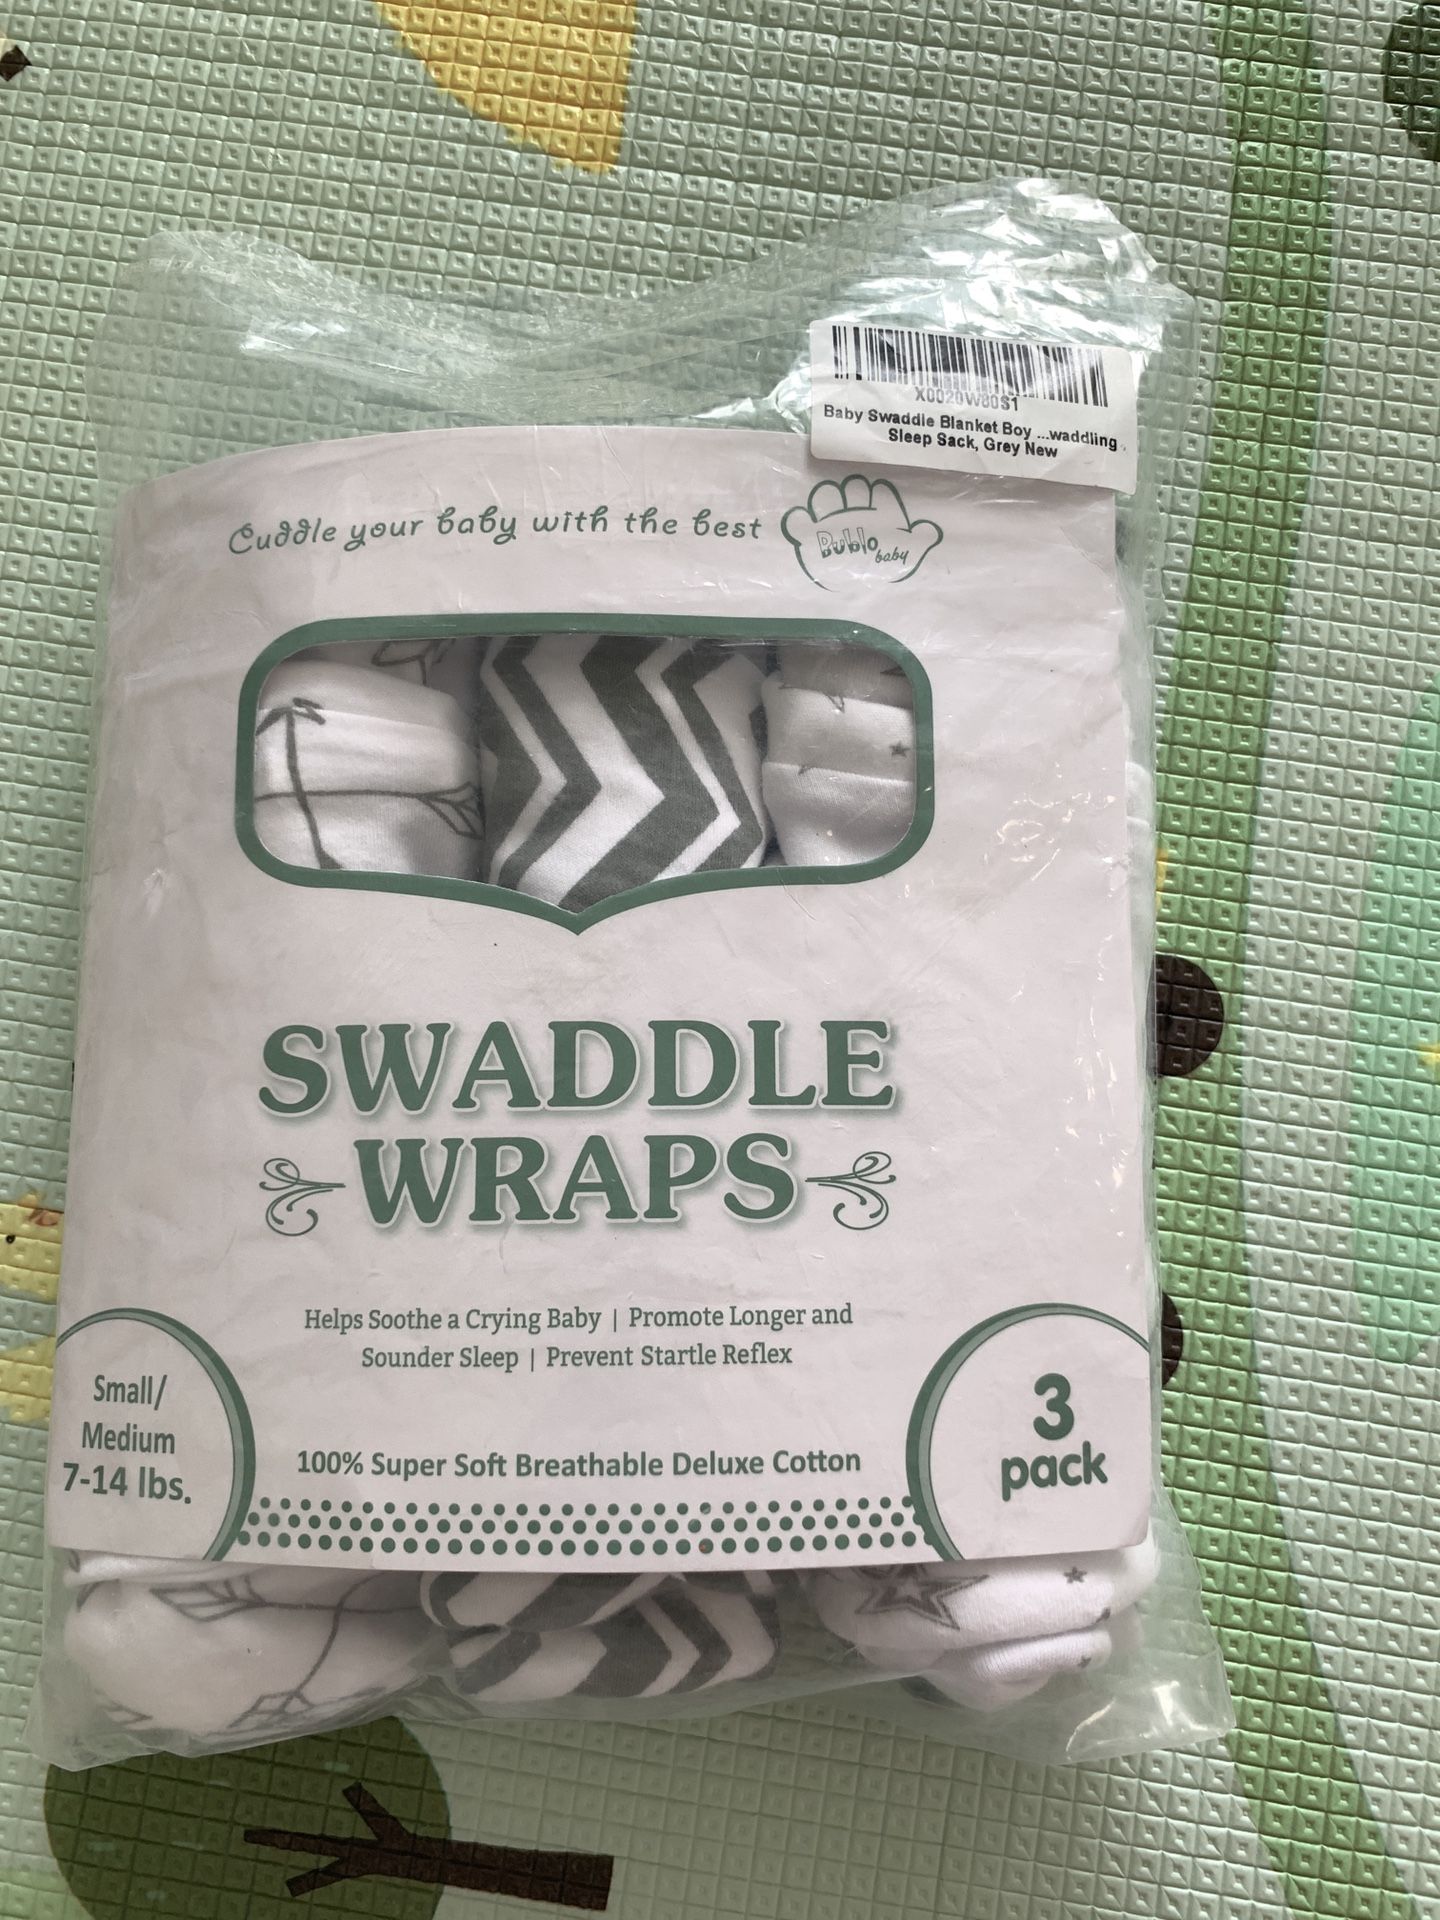 X0020W80S1
Baby Swaddle Blanket Boy ...waddling
Sleep Sack, Grey New
Cuddle your baby with the best
Bublo
baby
SWADDLE
WRAPS
Helps Soothe a Crying Baby | Promote Longer and
Sounder Sleep | Prevent Startle Reflex
Small/
Medium
7-14 lbs.
3
pack
100% Super Soft Breathable Deluxe Cotton